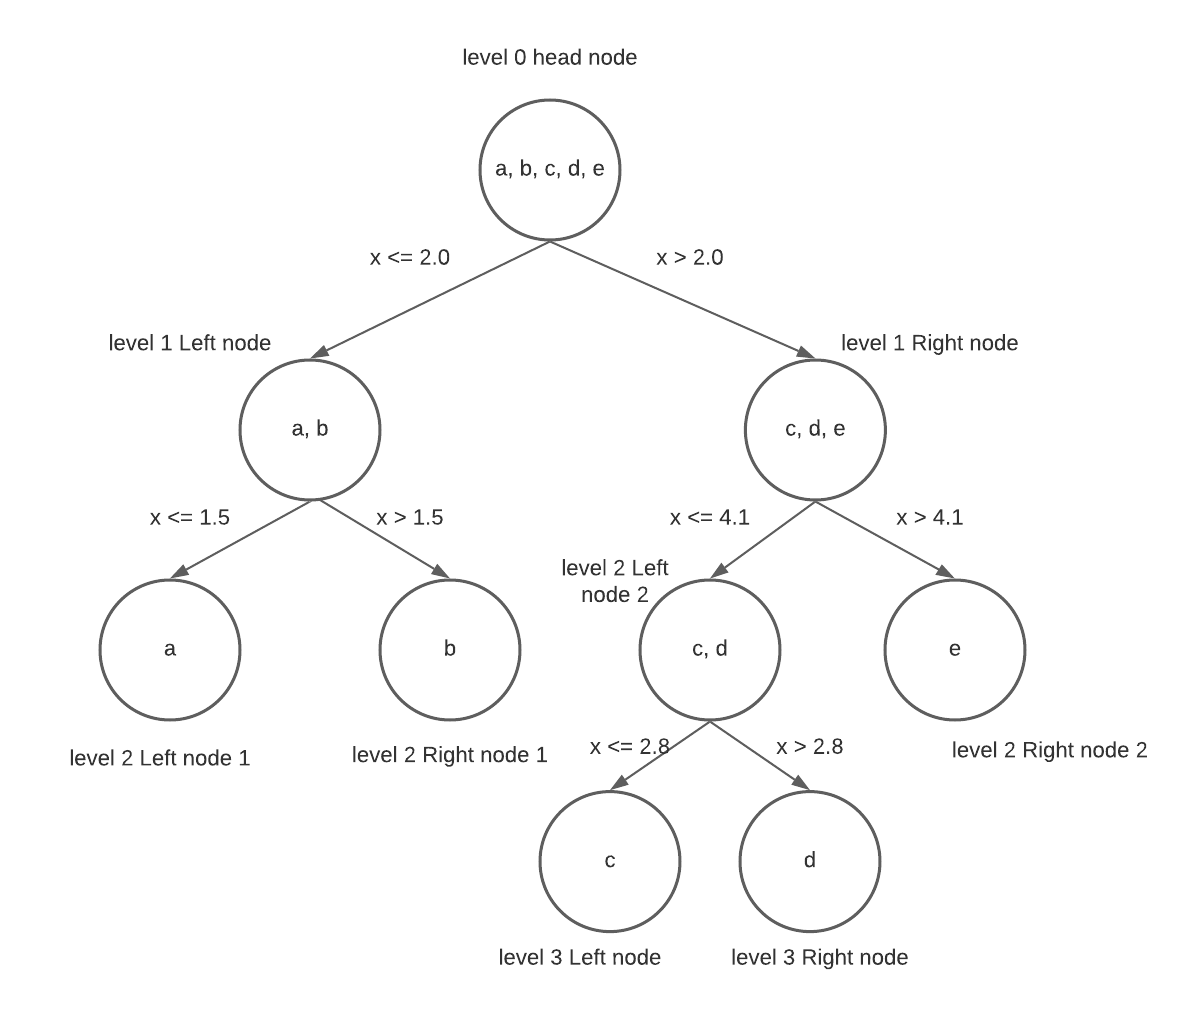 level 0 head node
a, b, c, d, e
x <= 2.0
x > 2.0
level 1 Left node
level 1 Right node
a, b
c, d, e
x <= 1.5
x > 1.5
x <= 4.1
x > 4.1
level 2 Left
node 2
a
b
c, d
e
level 2 Left node 1
level 2 Right node 1
x <= 2.8
x > 2.8
level 2 Right node 2
c
d
level 3 Left node
level 3 Right node